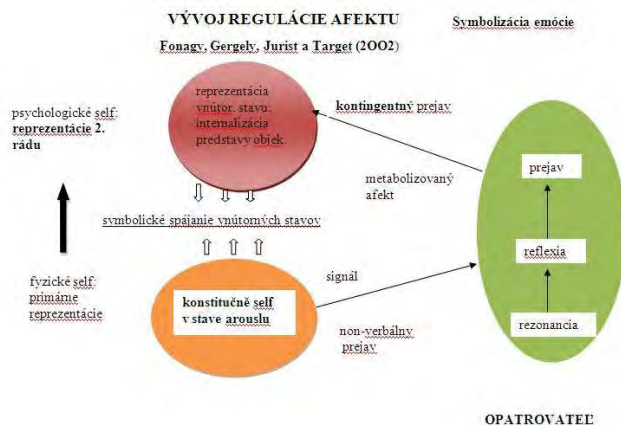 VÝVOJ REGULÁCIE AFEKTU
Symbolizácia emócie
Fonagy, Gergely, Jurist a Target (2OO2)
reprezentácia
vnútor. stavu:
internalizácia
predstavy objek.
kontingentný prejav
psychologické self:
reprezentácie 2.
rádu
metabolizovaný
afekt
prejav
symbolické spájanie vnútorných stavov
reflexia
fyzické self:
primárne
reprezentácie
signál
konstitučně self
v stave arouslu
non-verbálny
prejav
rezonancia
OPATROVATEĽ